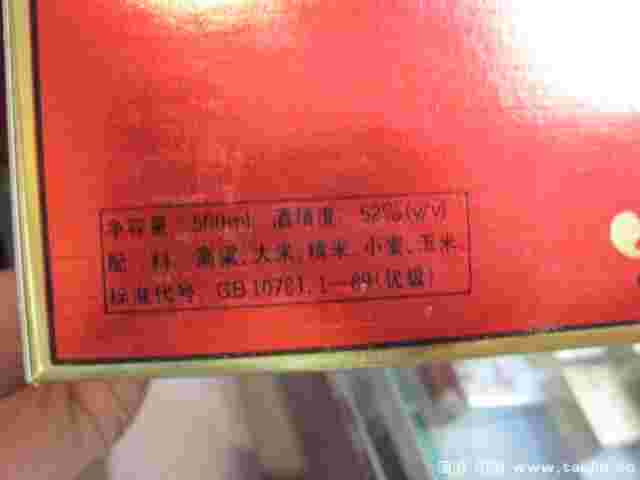 净容量: 500ml 酒精度: 52%(v/v)
配 料: 高粱、大米、糯米、小麦、玉米
标准代号: GB 10781.1—89(优级)